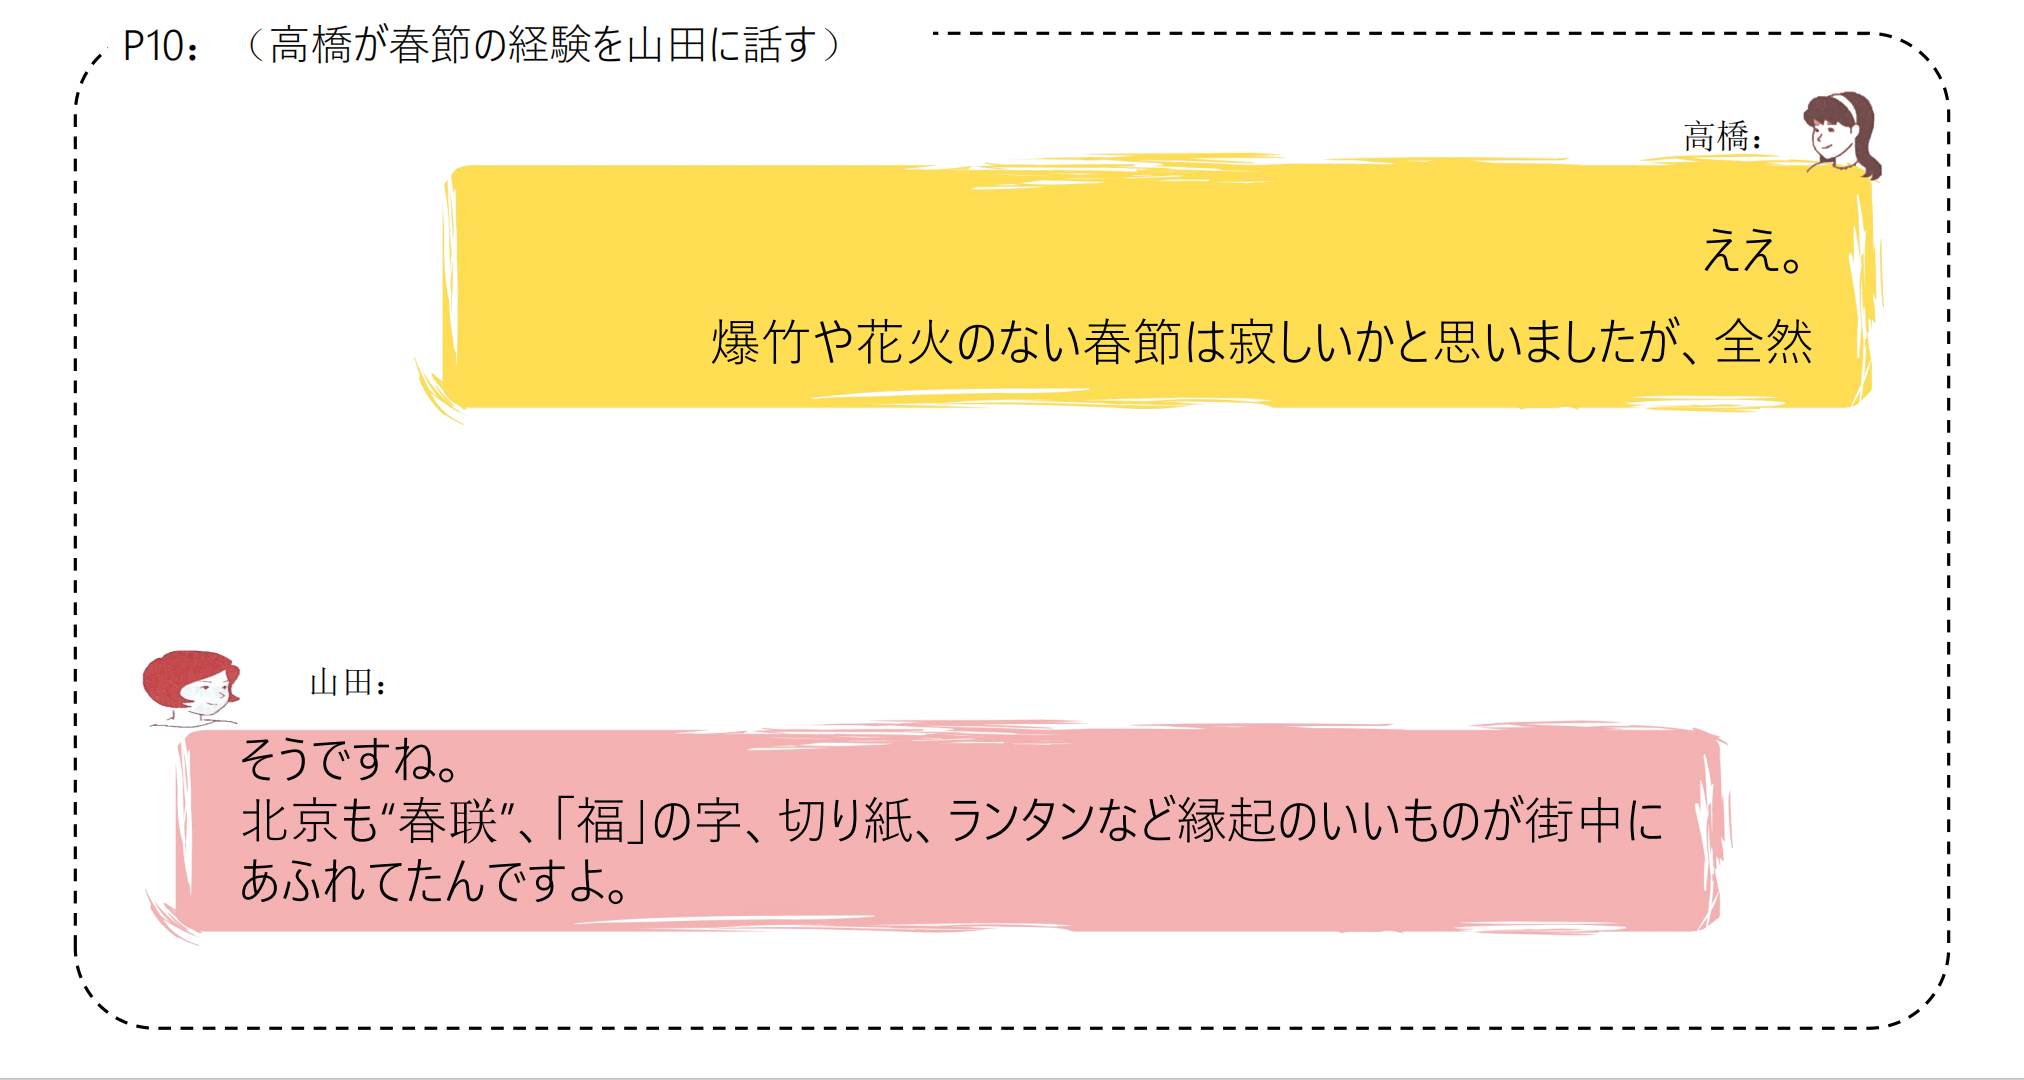 P10：（高橋が春節の経験を山田に話す）
高橋：
ええ。
爆竹や花火のない春節は寂しいかと思いましたが、全然
山田：
そうですね。
北京も“春联”、「福」の字、切り紙、ランタンなど縁起のいいものが街中に
あふれてたんですよ。